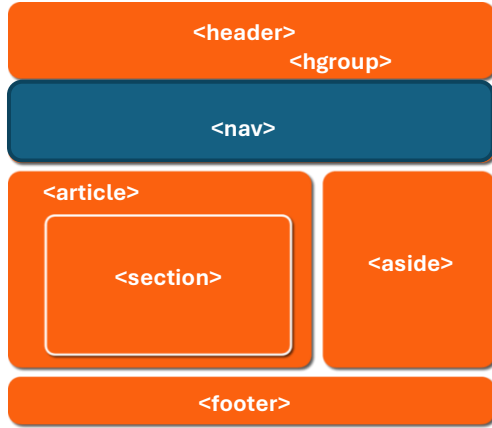 <header>
<hgroup>
<nav>
<article>
<section>
<aside>
<footer>